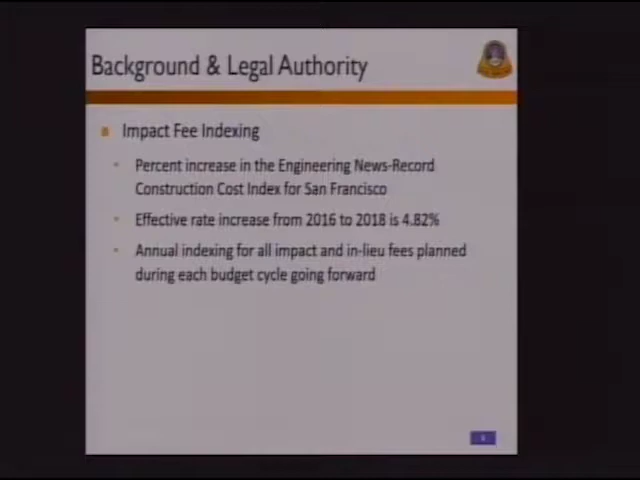 Background & Legal Authority
Impact Fee Indexing
Percent increase in the Engineering News-Record
Construction Cost Index for San Francisco
Effective rate increase from 2016 to 2018 is 4.82%
Annual indexing for all impact and in-lieu fees planned
during each budget cycle going forward